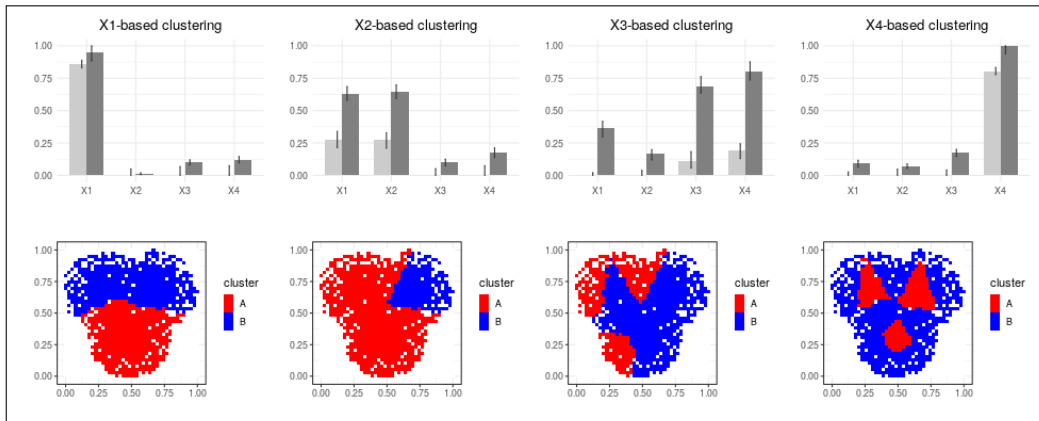 X1-based clustering X2-based clustering X3-based clustering X4-based clustering
1.00 1.00 1.00 1.00
0.75 0.75 0.75 0.75
0.50 0.50 0.50 0.50
0.25 0.25 0.25 0.25
0.00 0.00 0.00 0.00
X1 X2 X3 X4 X1 X2 X3 X4 X1 X2 X3 X4 X1 X2 X3 X4
1.00 1.00 1.00 1.00
0.75 cluster 0.75 cluster 0.75 cluster 0.75 cluster
A A A A
0.50 B 0.50 B 0.50 B 0.50 B
0.25 0.25 0.25 0.25
0.00 0.00 0.00 0.00
0.00 0.25 0.50 0.75 1.00 0.00 0.25 0.50 0.75 1.00 0.00 0.25 0.50 0.75 1.00 0.00 0.25 0.50 0.75 1.00